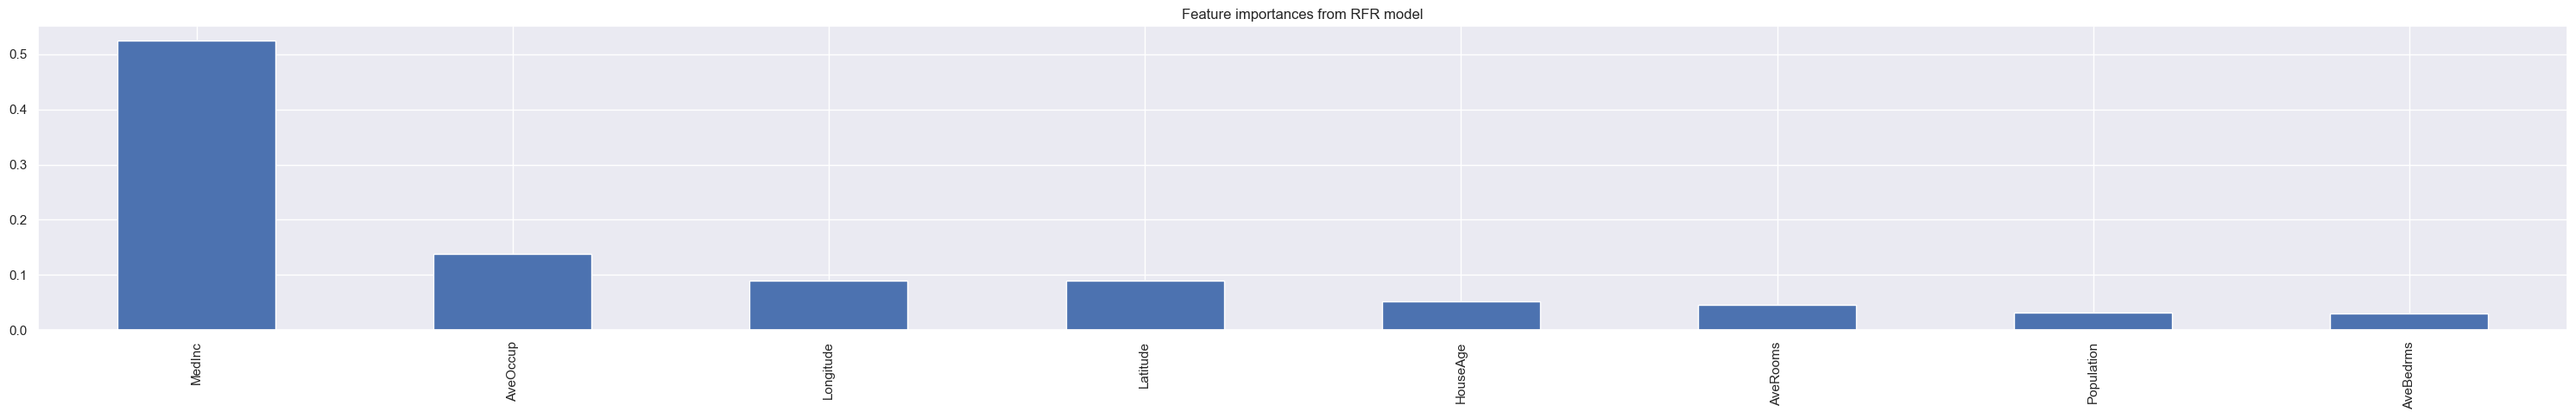 Feature importances from RFR model
0.5
0.4
0.3
0.2
0.1
0.0
MedInc
AveOccup
Longitude
Latitude
HouseAge
AveRooms
Population
AveBedrms